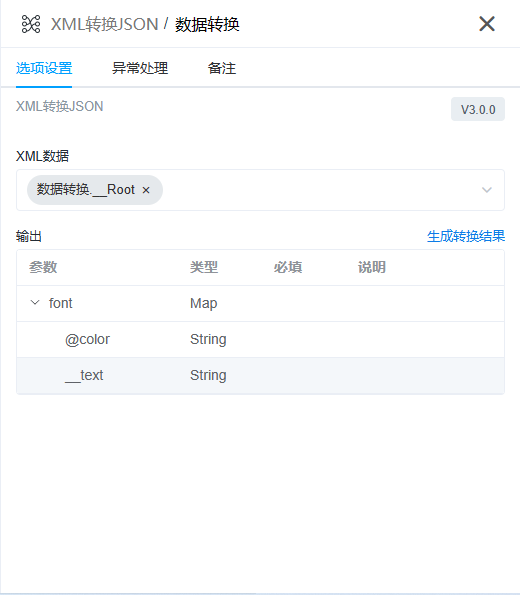 XML转换JSON / 数据转换
选项设置 异常处理 备注
XML转换JSON V3.0.0
XML数据
数据转换.__Root ×
输出 生成转换结果
参数 类型 必填 说明
font Map
@color String
__text String